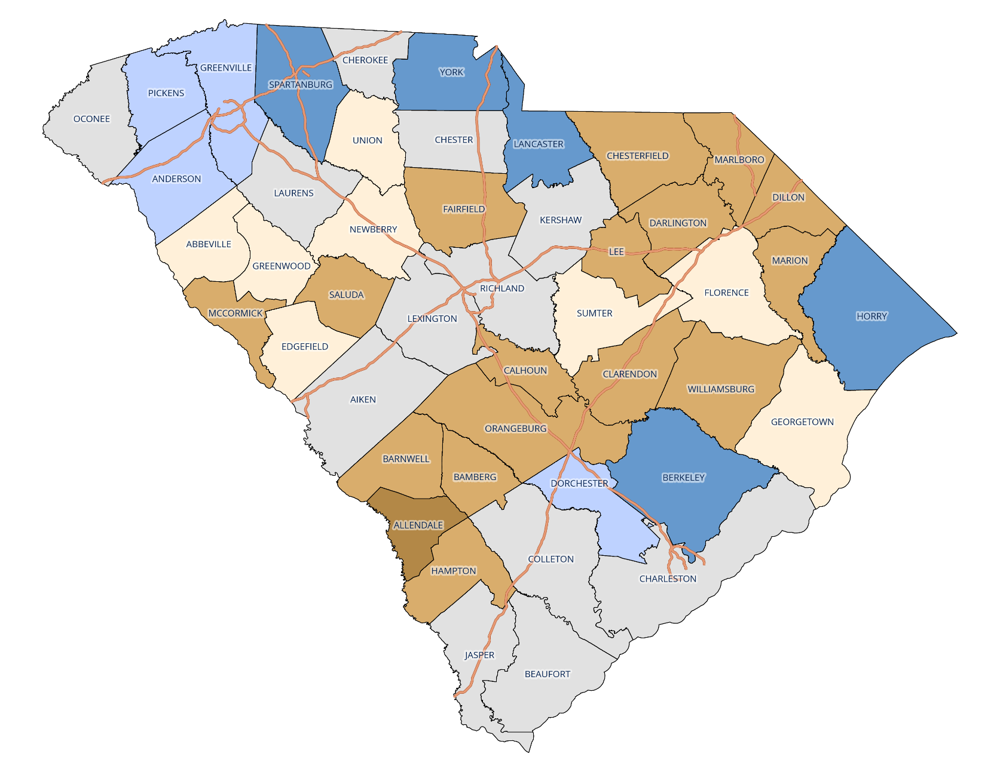 CHEROKEE
GREENVILLE
YORK
SPARTANBURG
PICKENS
OCONEE
UNION
CHESTER
LANCASTER
CHESTERFIELD
MARLBORO
ANDERSON
LAURENS
DILLON
FAIRFIELD
KERSHAW
DARLINGTON
NEWBERRY
ABBEVILLE
LEE
MARION
GREENWOOD
RICHLAND
FLORENCE
SALUDA
MCCORMICK
SUMTER
HORRY
LEXINGTON
EDGEFIELD
CALHOUN
CLARENDON
WILLIAMSBURG
AIKEN
GEORGETOWN
ORANGEBURG
BARNWELL
BAMBERG
BERKELEY
DORCHESTER
ALLENDALE
COLLETON
HAMPTON
CHARLESTON
JASPER
BEAUFORT